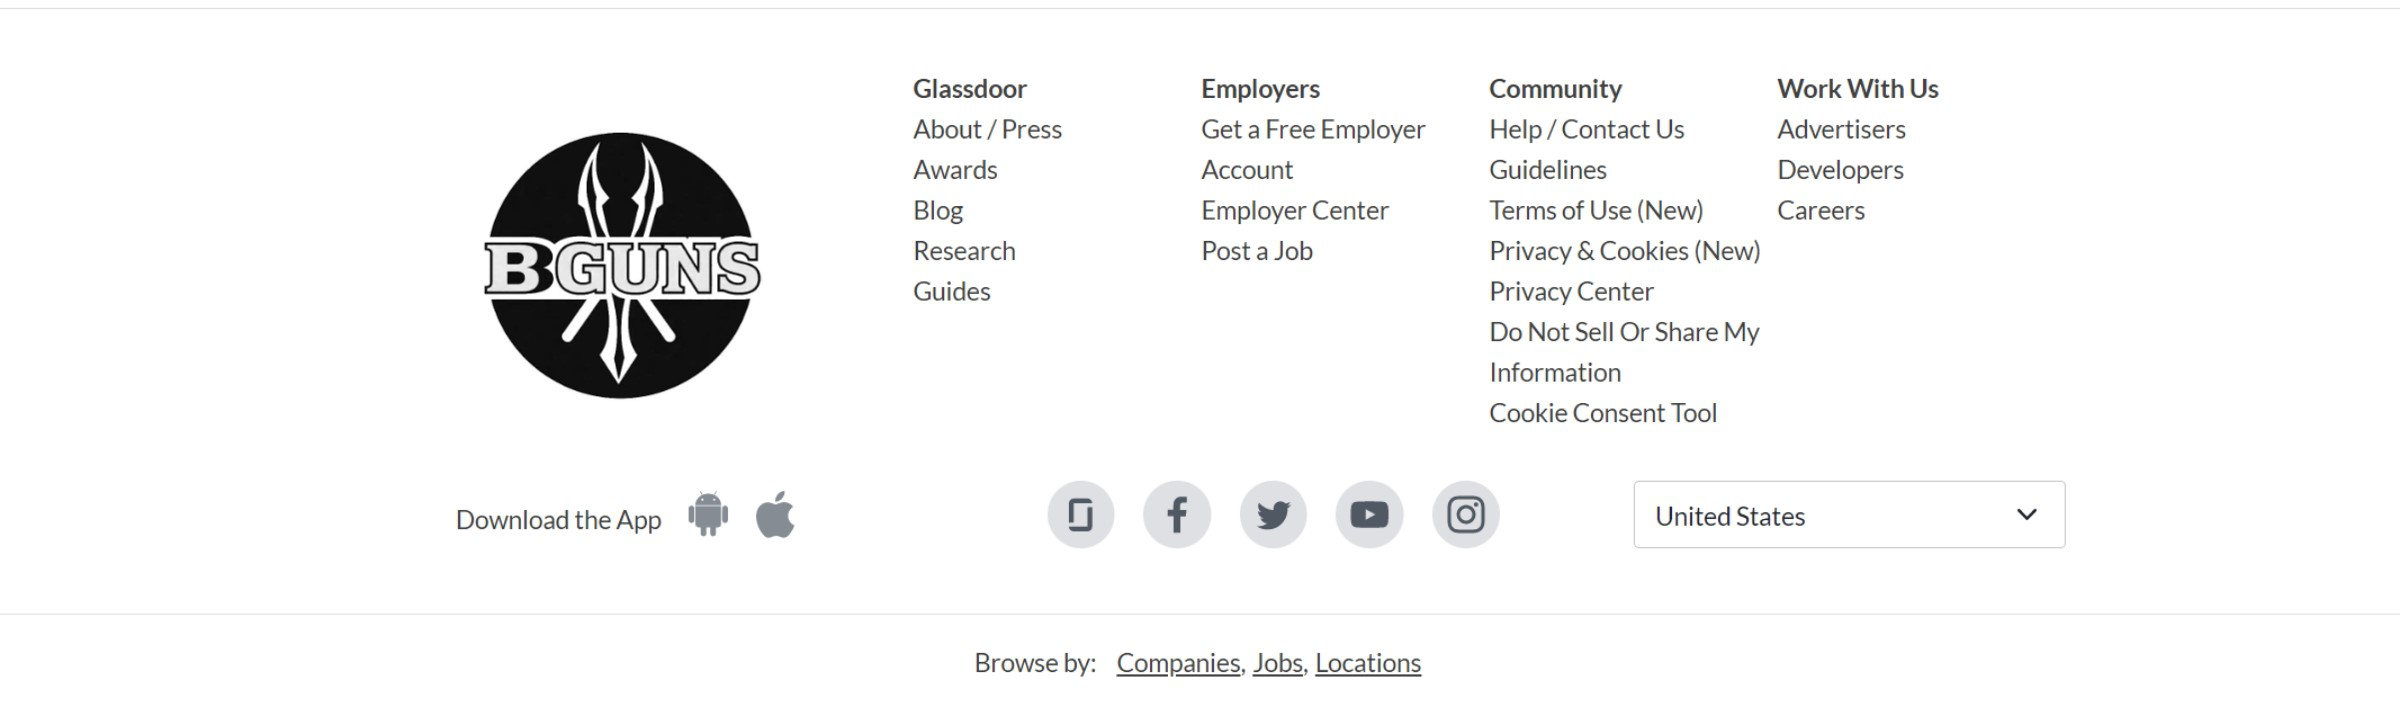 BGUNS
Glassdoor
About / Press
Awards
Blog
Research
Guides
Employers
Get a Free Employer
Account
Employer Center
Post a Job
Community
Help / Contact Us
Guidelines
Terms of Use (New)
Privacy & Cookies (New)
Privacy Center
Do Not Sell Or Share My
Information
Cookie Consent Tool
Work With Us
Advertisers
Developers
Careers
Download the App
United States
Browse by: Companies, Jobs, Locations